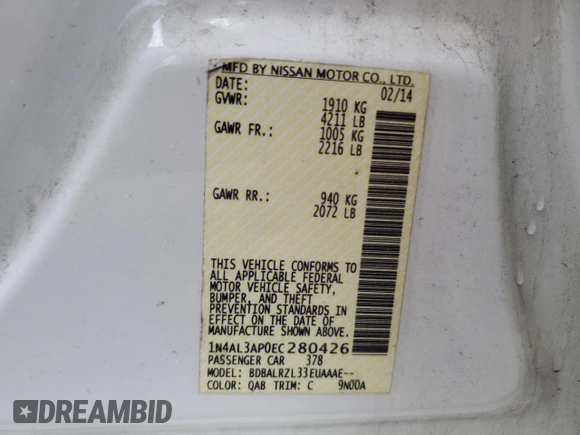 MFD BY NISSAN MOTOR CO., LTD.
DATE: 02/14
GVWR: 1910 KG
4211 LB
GAWR FR.: 1005 KG
2216 LB
GAWR RR.: 940 KG
2072 LB
THIS VEHICLE CONFORMS TO
ALL APPLICABLE FEDERAL
MOTOR VEHICLE SAFETY,
BUMPER, AND THEFT
PREVENTION STANDARDS IN
EFFECT ON THE DATE OF
MANUFACTURE SHOWN ABOVE.
1N4AL3AP0EC280426
PASSENGER CAR 378
MODEL: BDBALRZL33EUAAAE--
COLOR: QAB TRIM: C 9N00A
DREAMBID